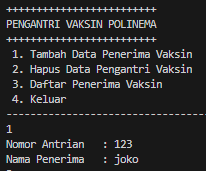 ++++++++++++++++++++++++++
PENGANTRI VAKSIN POLINEMA
++++++++++++++++++++++++++
1. Tambah Data Penerima Vaksin
2. Hapus Data Pengantri Vaksin
3. Daftar Penerima Vaksin
4. Keluar
----------------------------------
1
Nomor Antrian : 123
Nama Penerima : joko